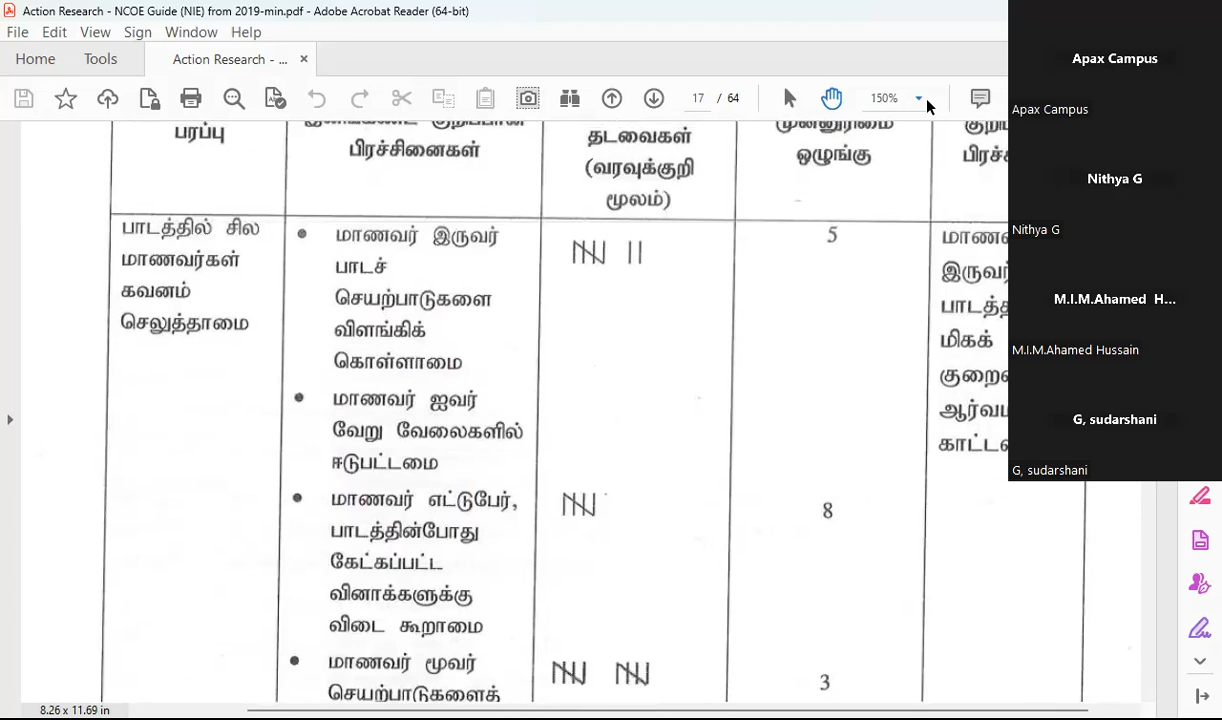 Action Research - NCOE Guide (NIE) from 2019-min.pdf - Adobe Acrobat Reader (64-bit)
File Edit View Sign Window Help
Home Tools Action Research - ... ×
17 / 64 150%
பரப்பு
பிரச்சினைகள்
தடவைகள்
(வரவுக்குறி
மூலம்)
முன்னுரிமை
ஒழுங்கு
பாடத்தில் சில
மாணவர்கள்
கவனம்
செலுத்தாமை
மாணவர் இருவர்
பாடச்
செயற்பாடுகளை
விளங்கிக்
கொள்ளாமை
5
இருவர்
மிகக்
மாணவர் ஐவர்
வேறு வேலைகளில்
ஈடுபட்டமை
மாணவர் எட்டுபேர்,
பாடத்தின்போது
கேட்கப்பட்ட
வினாக்களுக்கு
விடை கூறாமை
8
மாணவர் மூவர்
செயற்பாடுகளைத்
3
8.26 x 11.69 in
Apax Campus
Apax Campus
Nithya G
Nithya G
M.I.M.Ahamed H...
M.I.M.Ahamed Hussain
G, sudarshani
G, sudarshani